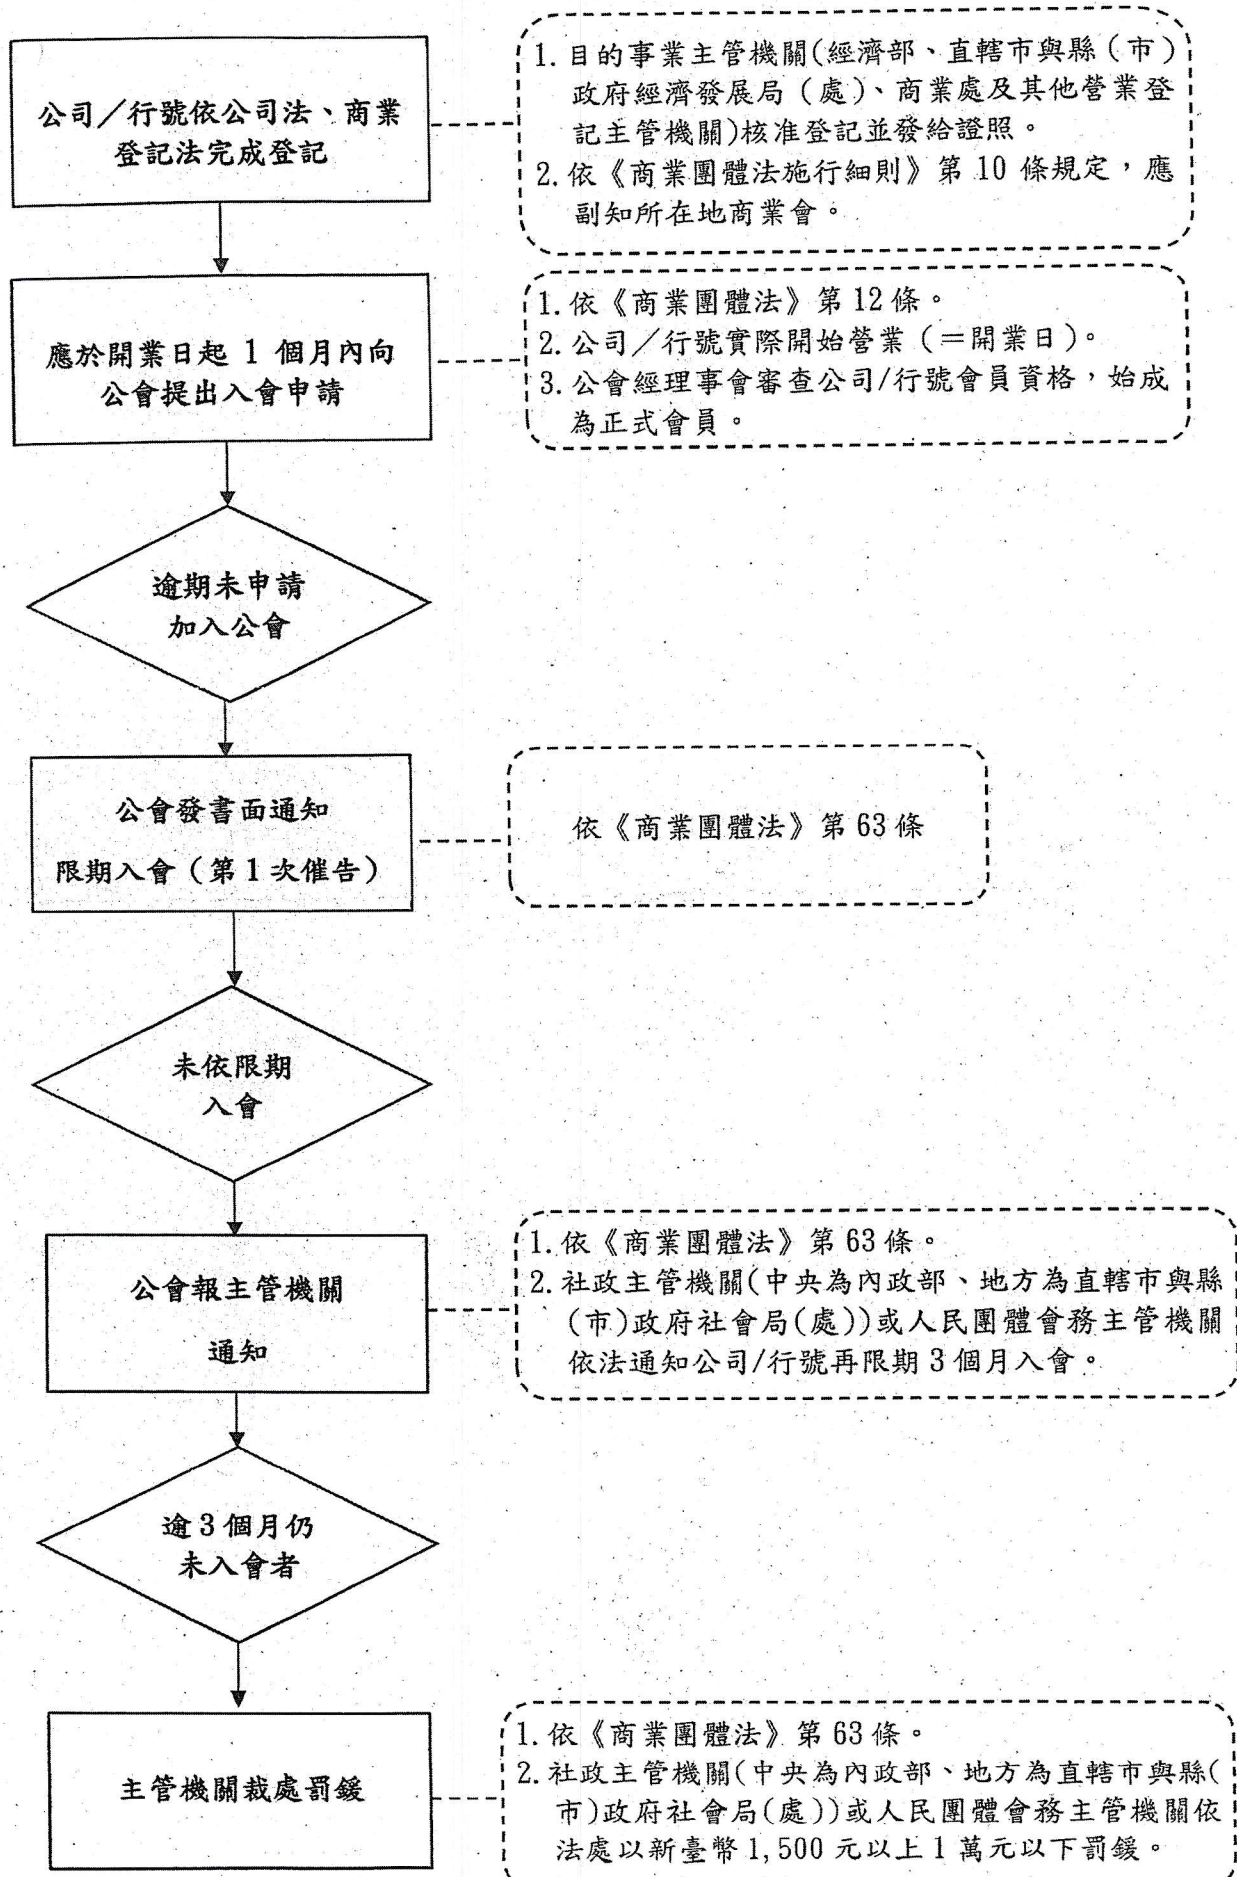 公司／行號依公司法、商業
登記法完成登記
1. 目的事業主管機關(經濟部、直轄市與縣（市）
政府經濟發展局（處）、商業處及其他營業登
記主管機關)核准登記並發給證照。
2. 依《商業團體法施行細則》第 10 條規定，應
副知所在地商業會。
應於開業日起 1 個月內向
公會提出入會申請
1. 依《商業團體法》第 12 條。
2. 公司／行號實際開始營業（＝開業日）。
3. 公會經理事會審查公司/行號會員資格，始成
為正式會員。
逾期未申請
加入公會
公會發書面通知
限期入會（第 1 次催告）
依《商業團體法》第 63 條
未依限期
入會
公會報主管機關
通知
1. 依《商業團體法》第 63 條。
2. 社政主管機關(中央為內政部、地方為直轄市與縣
(市)政府社會局(處))或人民團體會務主管機關
依法通知公司/行號再限期 3 個月入會。
逾 3 個月仍
未入會者
主管機關裁處罰鍰
1. 依《商業團體法》第 63 條。
2. 社政主管機關(中央為內政部、地方為直轄市與縣(
市)政府社會局(處))或人民團體會務主管機關依
法處以新臺幣 1,500 元以上 1 萬元以下罰鍰。